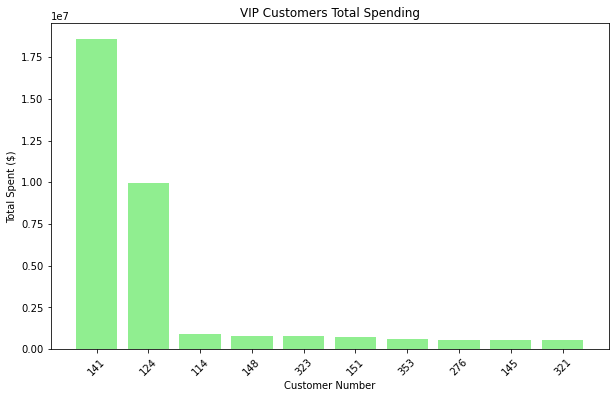 VIP Customers Total Spending
1e7
Total Spent ($)
1.75
1.50
1.25
1.00
0.75
0.50
0.25
0.00
141 124 114 148 323 151 353 276 145 321
Customer Number